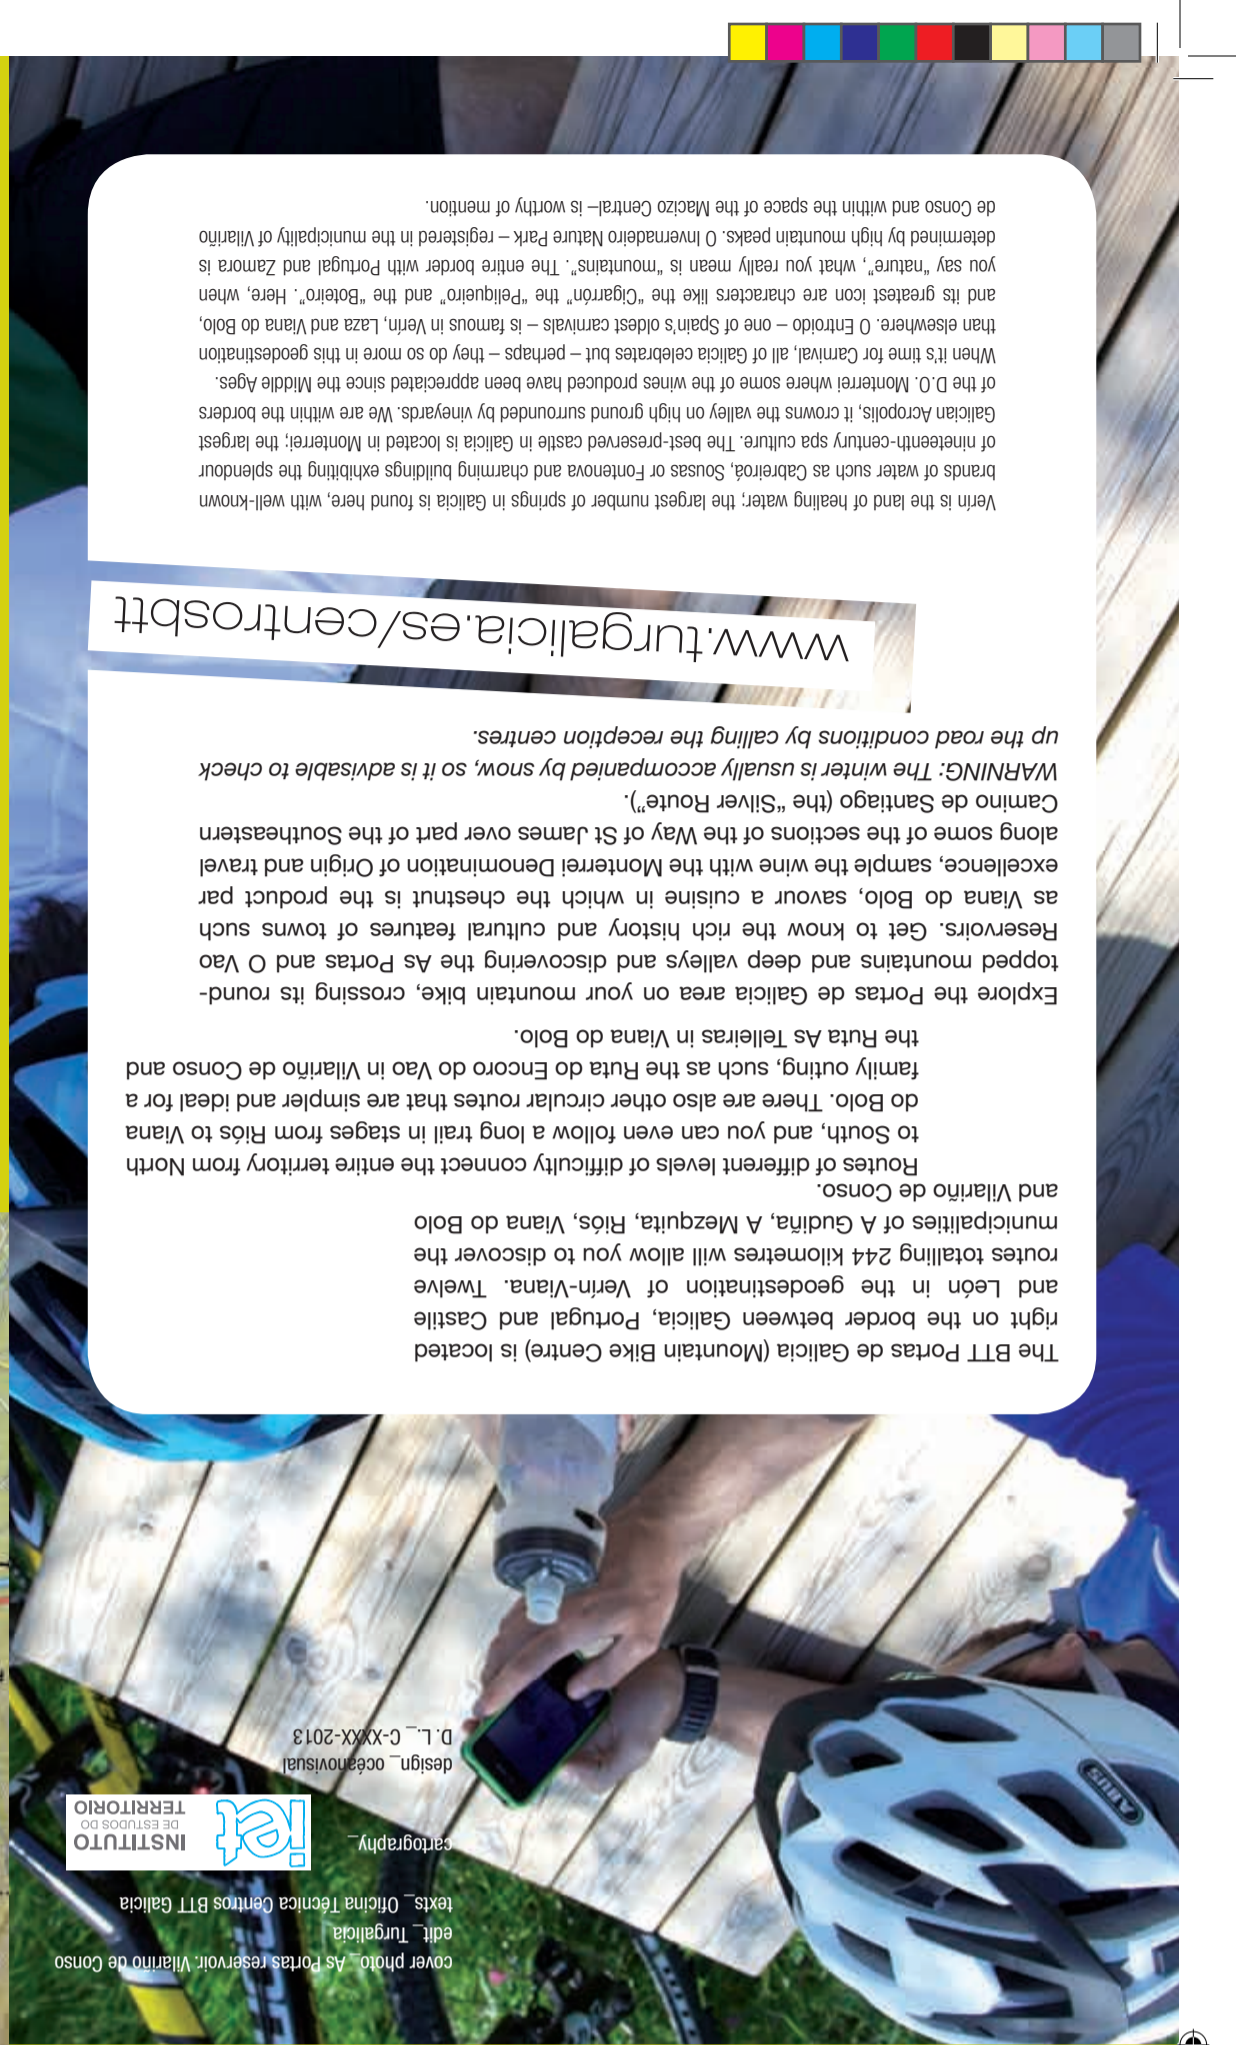 cover photo_ As Portas reservoir. Vilariño de Conso
edit_ Turgalicia
texts_ Oficina Técnica Centros BTT Galicia
cartography_
iet
INSTITUTO
DE ESTUDOS DO
TERRITORIO
design_ océanovisual
D. L._ C-XXXX-2013
ABUS
The BTT Portas de Galicia (Mountain Bike Centre) is located
right on the border between Galicia, Portugal and Castile
and León in the geodestination of Verín-Viana. Twelve
routes totalling 244 kilometres will allow you to discover the
municipalities of A Gudiña, A Mezquita, Riós, Viana do Bolo
and Vilariño de Conso.
Routes of different levels of difficulty connect the entire territory from North
to South, and you can even follow a long trail in stages from Riós to Viana
do Bolo. There are also other circular routes that are simpler and ideal for a
family outing, such as the Ruta do Encoro do Vao in Vilariño de Conso and
the Ruta As Telleiras in Viana do Bolo.
Explore the Portas de Galicia area on your mountain bike, crossing its round-
topped mountains and deep valleys and discovering the As Portas and O Vao
Reservoirs. Get to know the rich history and cultural features of towns such
as Viana do Bolo, savour a cuisine in which the chestnut is the product par
excellence, sample the wine with the Monterrei Denomination of Origin and travel
along some of the sections of the Way of St James over part of the Southeastern
Camino de Santiago (the “Silver Route”).
WARNING: The winter is usually accompanied by snow, so it is advisable to check
up the road conditions by calling the reception centres.
www.turgalicia.es/centrosbtt
Verín is the land of healing water; the largest number of springs in Galicia is found here, with well-known
brands of water such as Cabreiroá, Sousas or Fontenova and charming buildings exhibiting the splendour
of nineteenth-century spa culture. The best-preserved castle in Galicia is located in Monterrei; the largest
Galician Acropolis, it crowns the valley on high ground surrounded by vineyards. We are within the borders
of the D.O. Monterrei where some of the wines produced have been appreciated since the Middle Ages.
When it's time for Carnival, all of Galicia celebrates but – perhaps – they do so more in this geodestination
than elsewhere. O Entroido – one of Spain's oldest carnivals – is famous in Verín, Laza and Viana do Bolo,
and its greatest icon are characters like the “Cigarrón” the “Peliqueiro” and the “Boteiro”. Here, when
you say “nature”, what you really mean is “mountains”. The entire border with Portugal and Zamora is
determined by high mountain peaks. O Invernadeiro Nature Park – registered in the municipality of Vilariño
de Conso and within the space of the Macizo Central– is worthy of mention.